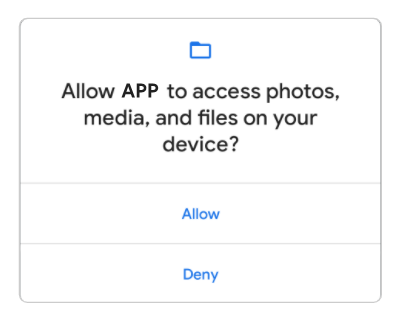 Allow APP to access photos,
media, and files on your
device?
Allow
Deny